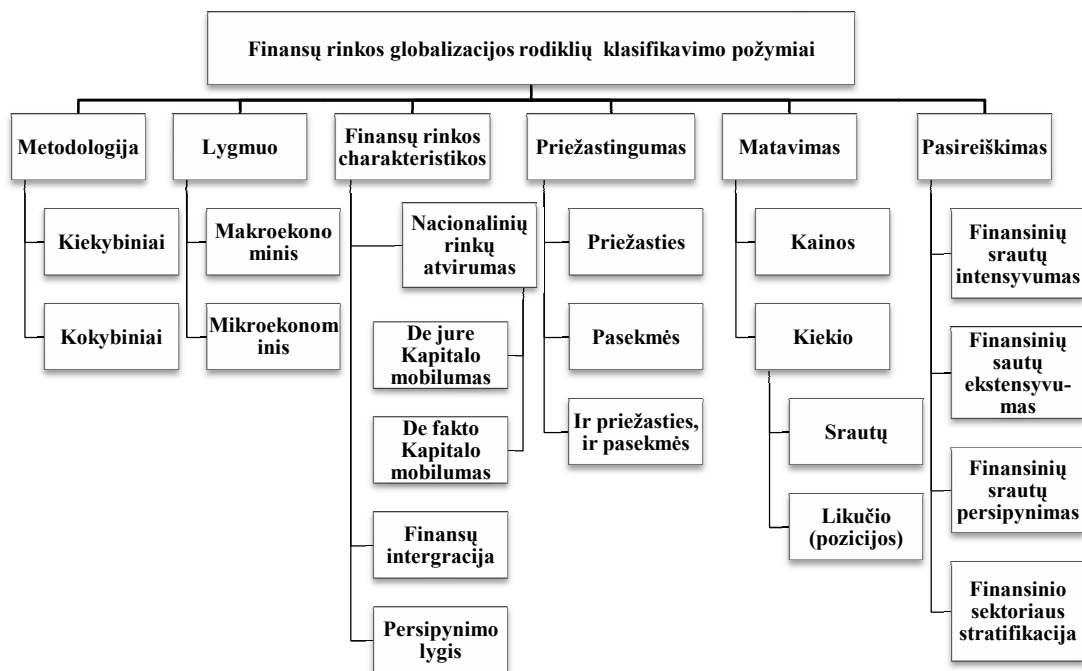 Finansų rinkos globalizacijos rodiklių klasifikavimo požymiai
Metodologija
Kiekybiniai
Kokybiniai
Lygmuo
Makroekono
minis
Mikroekonom
inis
Finansų rinkos
charakteristikos
Nacionalinių
rinkų
atvirumas
De jure
Kapitalo
mobilumas
De fakto
Kapitalo
mobilumas
Finansų
intergracija
Persipynimo
lygis
Priežastingumas
Priežasties
Pasekmės
Ir priežasties,
ir pasekmės
Matavimas
Kainos
Kiekio
Srautų
Likučio
(pozicijos)
Pasireiškimas
Finansinių
srautų
intensyvumas
Finansinių
sautų
ekstensyvu-
mas
Finansinių
srautų
persipynimas
Finansinio
sektoriaus
stratifikacija